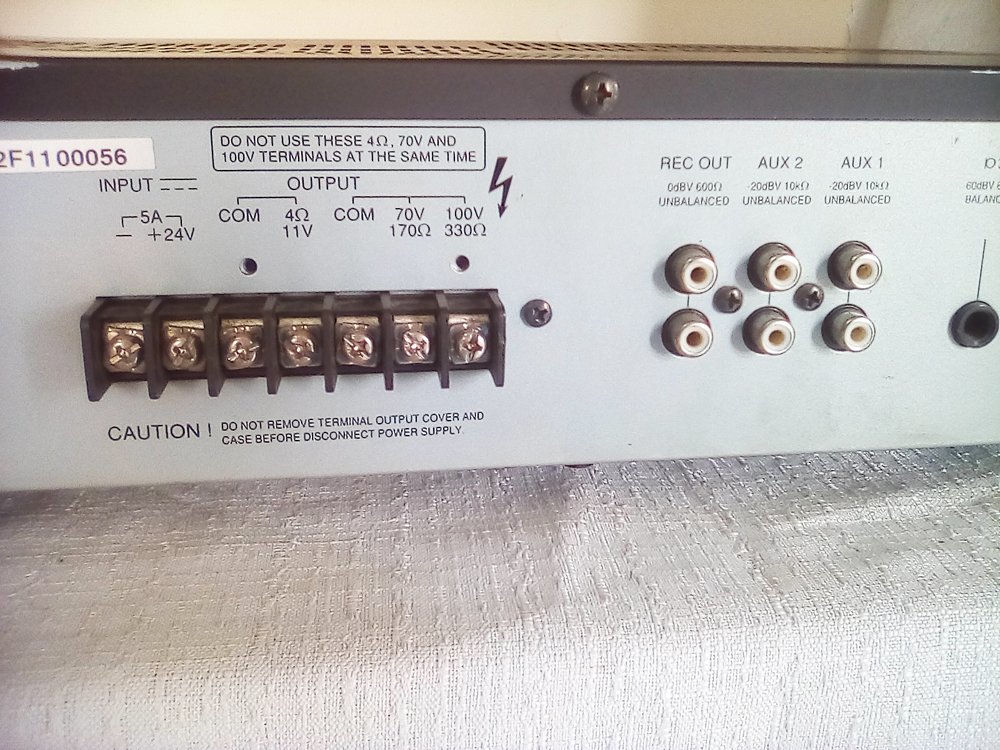 2F1100056
DO NOT USE THESE 4Ω, 70V AND
100V TERMINALS AT THE SAME TIME
INPUT
OUTPUT
5A
− +24V
COM 4Ω
11V
COM 70V 100V
170Ω 330Ω
CAUTION ! DO NOT REMOVE TERMINAL OUTPUT COVER AND
CASE BEFORE DISCONNECT POWER SUPPLY.
REC OUT AUX 2 AUX 1
0dBV 600Ω -20dBV 10kΩ -20dBV 10kΩ
UNBALANCED UNBALANCED UNBALANCED
60dBV